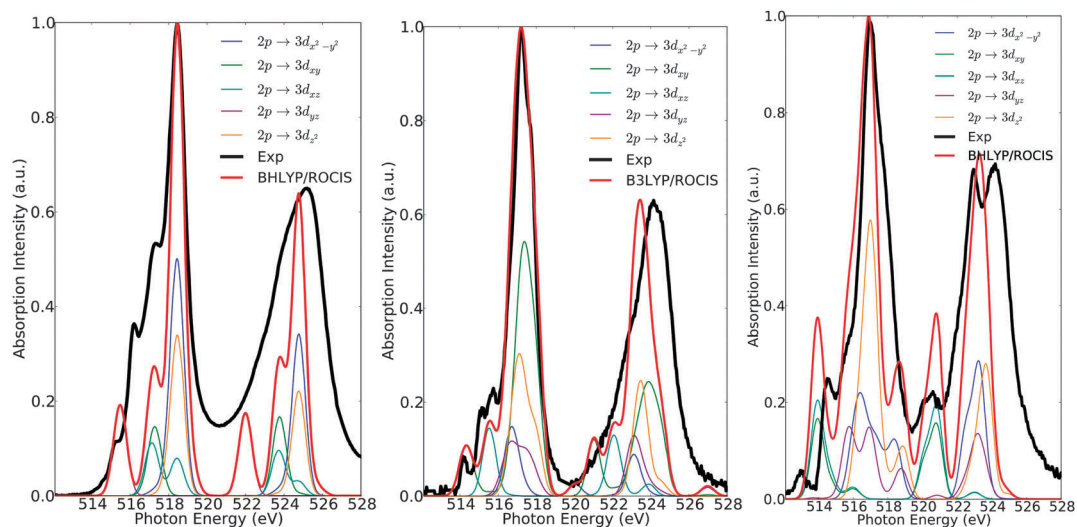 1.0
0.8
0.6
0.4
0.2
0.0
Absorption Intensity (a.u.)
2p → 3d_{x²−y²}
2p → 3d_{xy}
2p → 3d_{xz}
2p → 3d_{yz}
2p → 3d_{z²}
Exp
BHLYP/ROCIS
514 516 518 520 522 524 526 528
Photon Energy (eV)
1.0
0.8
0.6
0.4
0.2
0.0
Absorption Intensity (a.u.)
2p → 3d_{x²−y²}
2p → 3d_{xy}
2p → 3d_{xz}
2p → 3d_{yz}
2p → 3d_{z²}
Exp
B3LYP/ROCIS
514 516 518 520 522 524 526 528
Photon Energy (eV)
1.0
0.8
0.6
0.4
0.2
0.0
Absorption Intensity (a.u.)
2p → 3d_{x²−y²}
2p → 3d_{xy}
2p → 3d_{xz}
2p → 3d_{yz}
2p → 3d_{z²}
Exp
BHLYP/ROCIS
514 516 518 520 522 524 526 528
Photon Energy (eV)